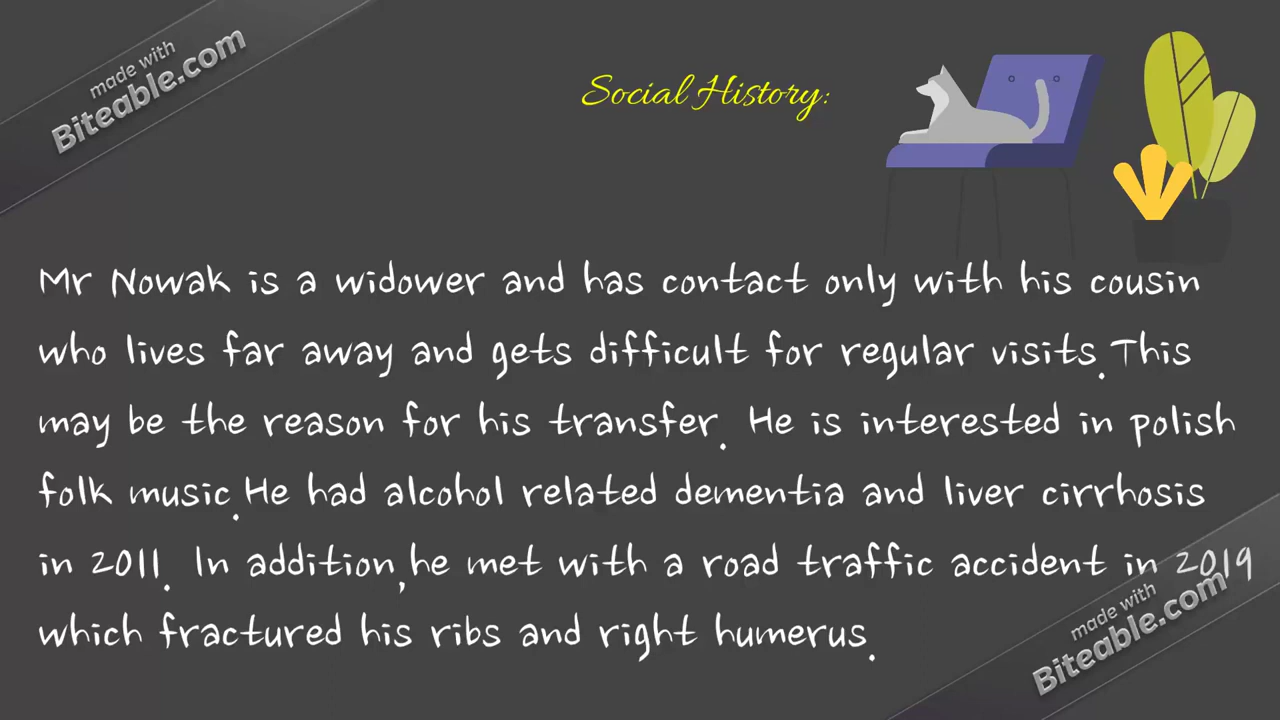 made with
Biteable.com
Social History:
Mr Nowak is a widower and has contact only with his cousin
who lives far away and gets difficult for regular visits.This
may be the reason for his transfer. He is interested in polish
folk music.He had alcohol related dementia and liver cirrhosis
in 2011. In addition,he met with a road traffic accident in 2019
which fractured his ribs and right humerus.
made with
Biteable.com